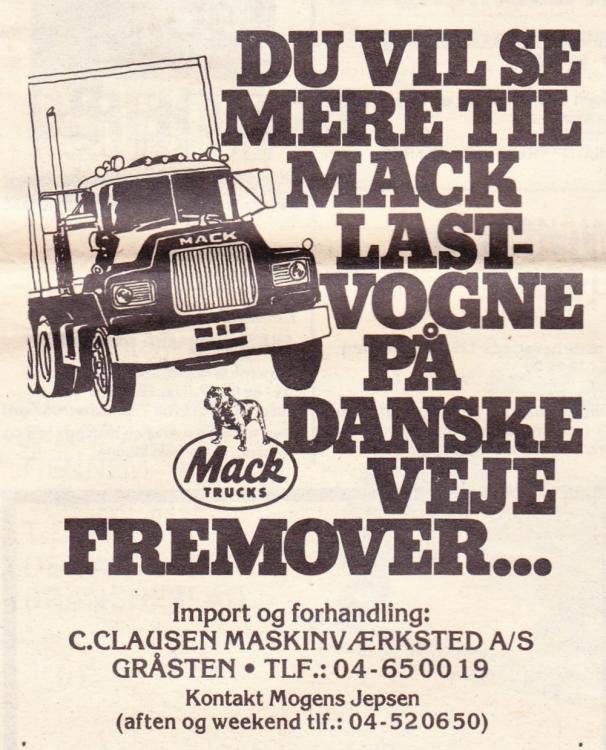 DU VIL SE
MERE TIL
MACK
LAST-
VOGNE
PÅ
DANSKE
VEJE
FREMOVER...
MACK
Mack
TRUCKS
Import og forhandling:
C.CLAUSEN MASKINVÆRKSTED A/S
GRÅSTEN • TLF.: 04-650019
Kontakt Mogens Jepsen
(aften og weekend tlf.: 04-520650)